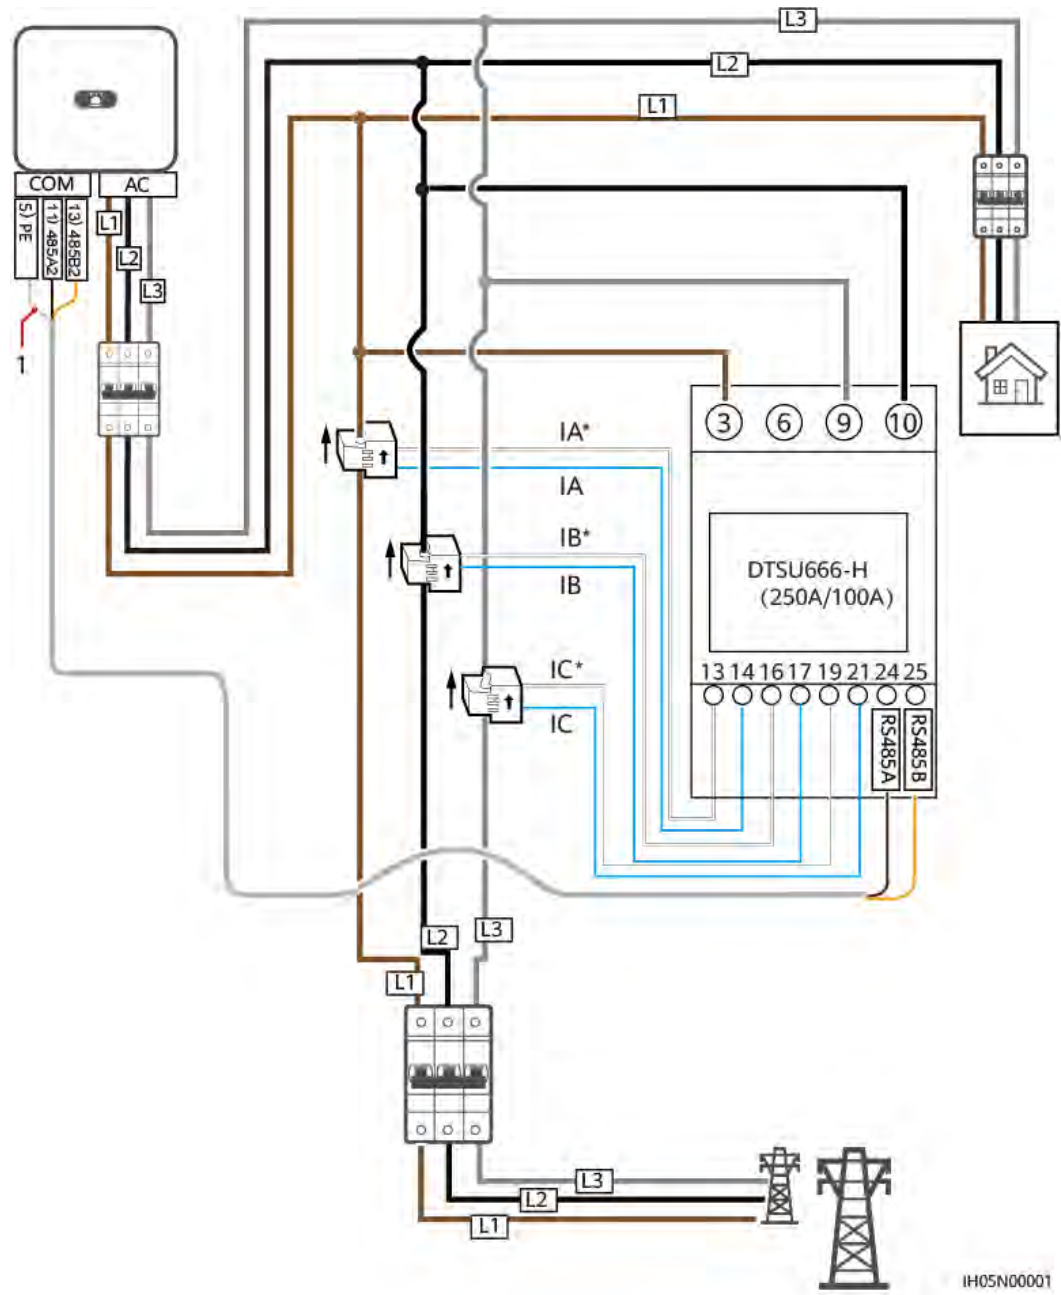 L3
L2
L1
COM
AC
5) PE
11) 485A2
13) 485B2
L1
L2
L3
1
3
6
9
10
IA*
IA
IB*
IB
DTSU666-H
(250A/100A)
IC*
IC
13 14 16 17 19 21 24 25
RS485A
RS485B
L3
L2
L1
L3
L2
L1
IH05N00001